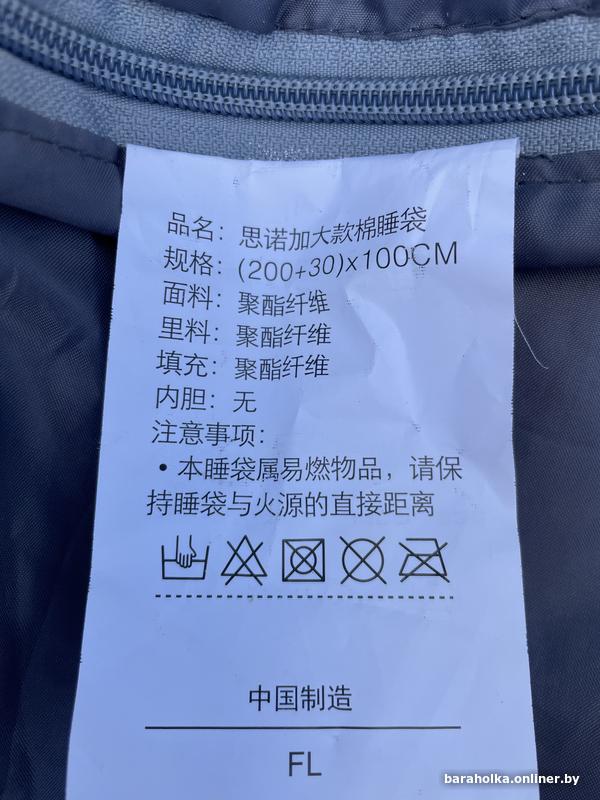 品名：思诺加大款棉睡袋
规格：(200+30)x100CM
面料：聚酯纤维
里料：聚酯纤维
填充：聚酯纤维
内胆：无
注意事项：
• 本睡袋属易燃物品，请保
持睡袋与火源的直接距离
中国制造
FL
baraholka.onliner.by